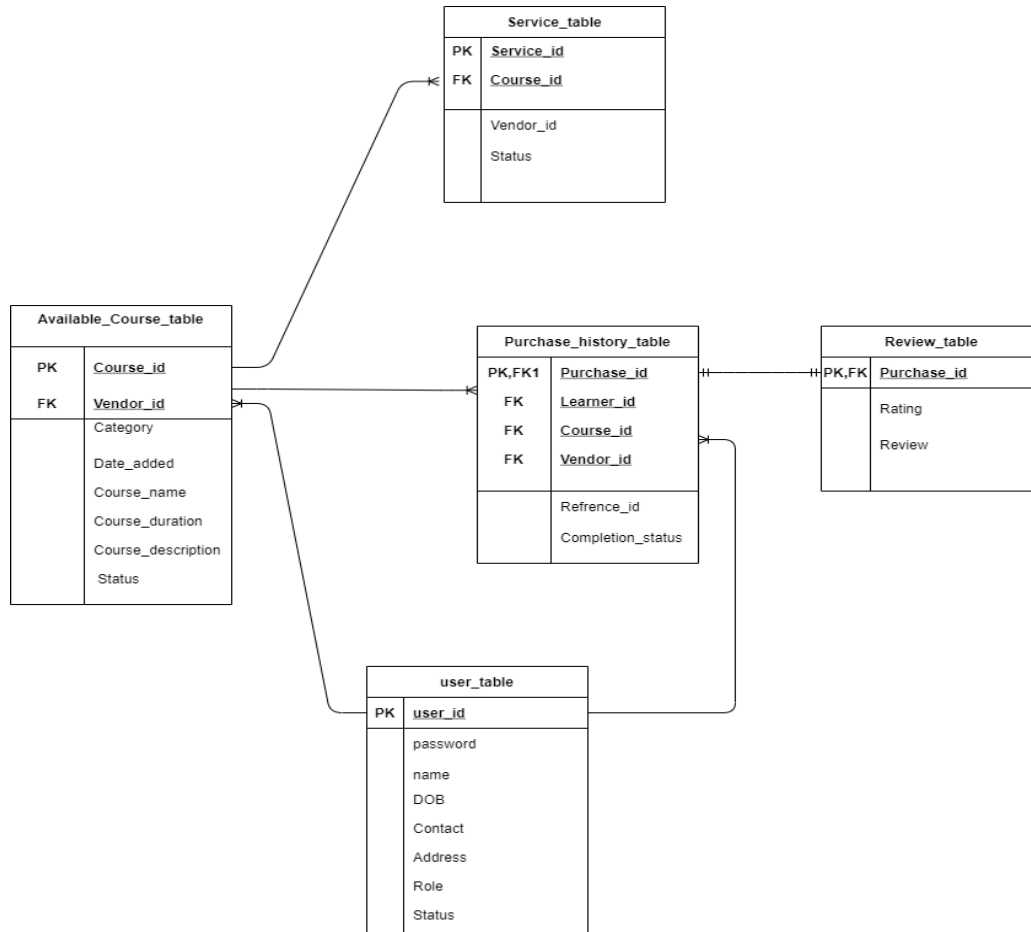 Service_table
PK Service_id
FK Course_id
Vendor_id
Status
Available_Course_table
PK Course_id
FK Vendor_id
Category
Date_added
Course_name
Course_duration
Course_description
Status
Purchase_history_table
PK,FK1 Purchase_id
FK Learner_id
FK Course_id
FK Vendor_id
Refrence_id
Completion_status
Review_table
PK,FK Purchase_id
Rating
Review
user_table
PK user_id
password
name
DOB
Contact
Address
Role
Status